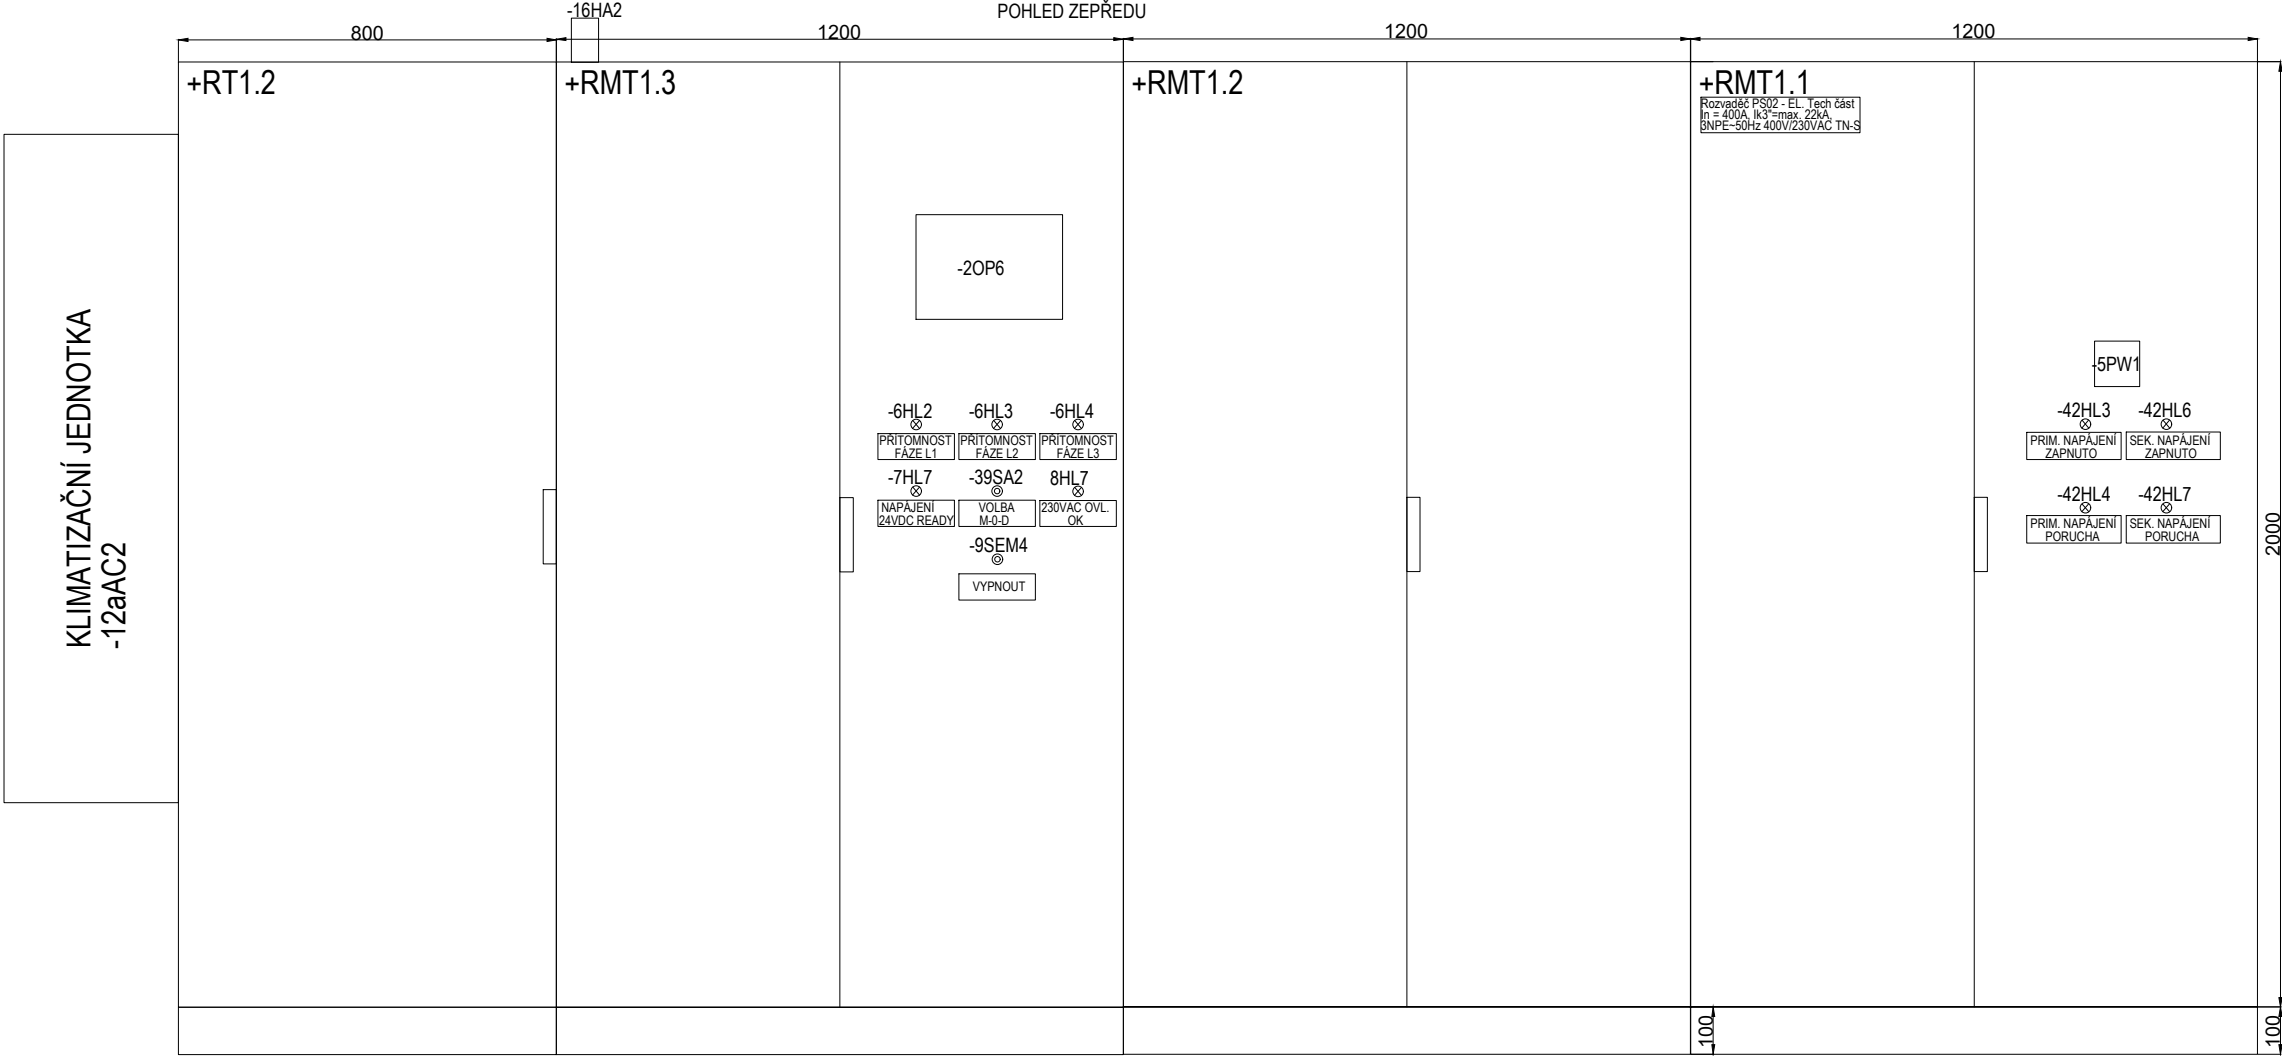 -16HA2
POHLED ZEPŘEDU
800
1200
1200
1200
+RT1.2
+RMT1.3
+RMT1.2
+RMT1.1
Rozvaděč PS02 - EL. Tech část
In = 400A, Ik3"=max. 22kA,
3NPE~50Hz 400V/230VAC TN-S
KLIMATIZAČNÍ JEDNOTKA
-12aAC2
-2OP6
-5PW1
-6HL2
-6HL3
-6HL4
PŘÍTOMNOST
FÁZE L1
PŘÍTOMNOST
FÁZE L2
PŘÍTOMNOST
FÁZE L3
-7HL7
-39SA2
8HL7
NAPÁJENÍ
24VDC READY
VOLBA
M-0-D
230VAC OVL.
OK
-9SEM4
VYPNOUT
-42HL3
-42HL6
PRIM. NAPÁJENÍ
ZAPNUTO
SEK. NAPÁJENÍ
ZAPNUTO
-42HL4
-42HL7
PRIM. NAPÁJENÍ
PORUCHA
SEK. NAPÁJENÍ
PORUCHA
2000
100
100